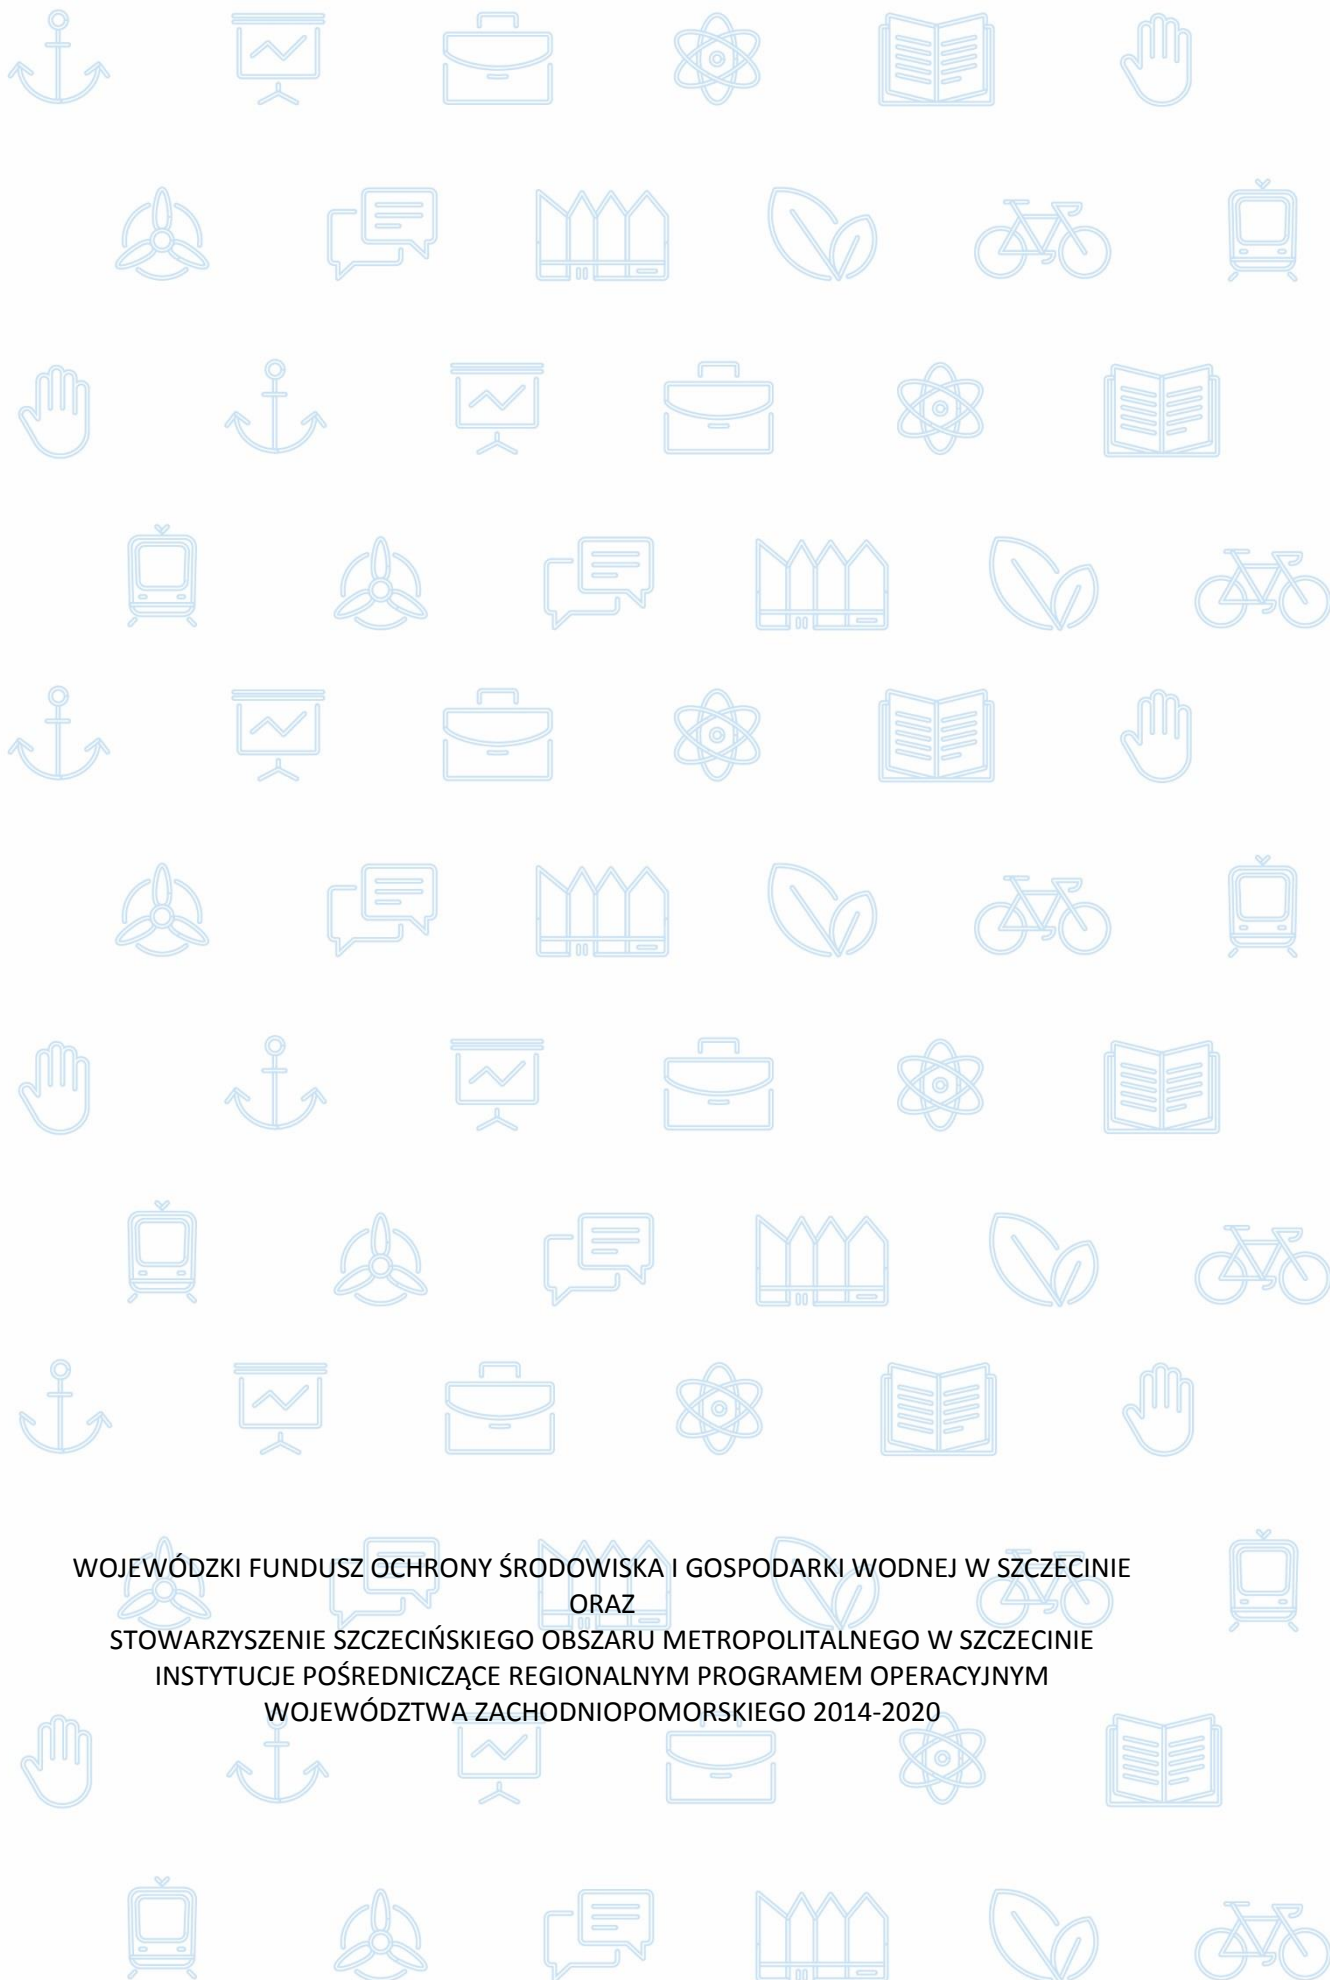 WOJEWÓDZKI FUNDUSZ OCHRONY ŚRODOWISKA I GOSPODARKI WODNEJ W SZCZECINIE
ORAZ
STOWARZYSZENIE SZCZECIŃSKIEGO OBSZARU METROPOLITALNEGO W SZCZECINIE
INSTYTUCJE POŚREDNICZĄCE REGIONALNYM PROGRAMEM OPERACYJNYM
WOJEWÓDZTWA ZACHODNIOPOMORSKIEGO 2014-2020